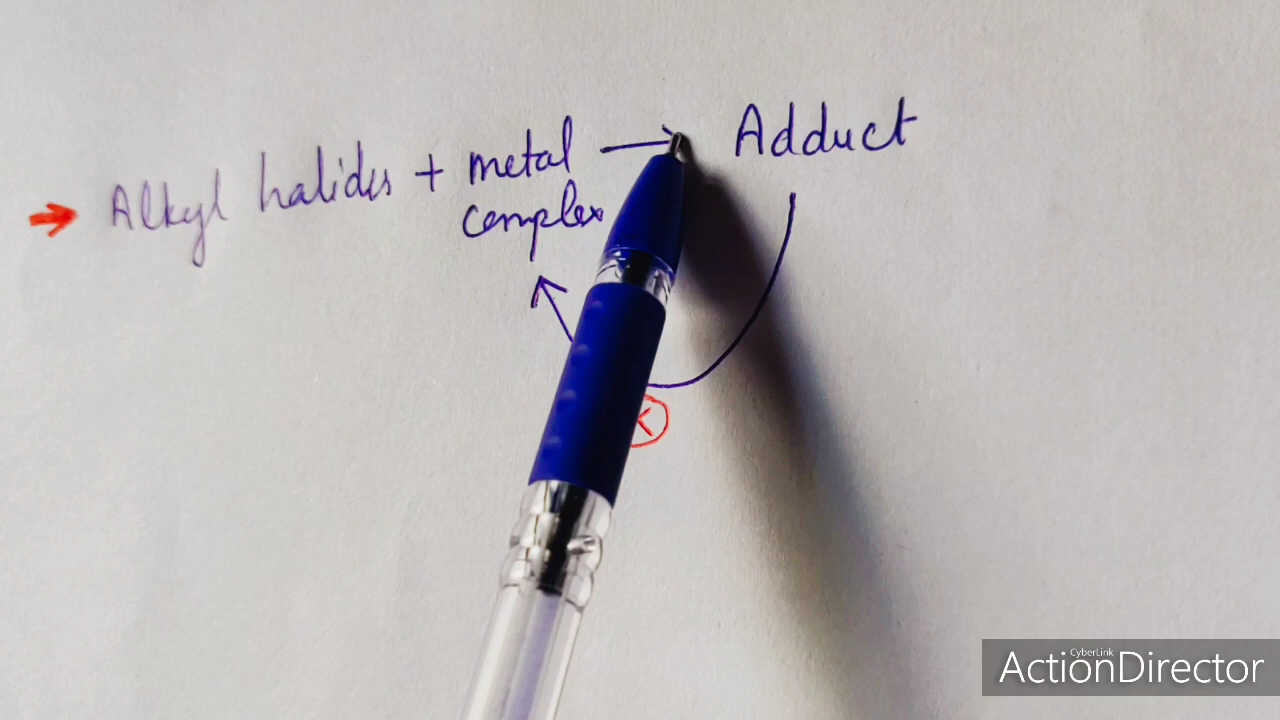 Alkyl halides + metal → Adduct
complex
x
CyberLink
ActionDirector